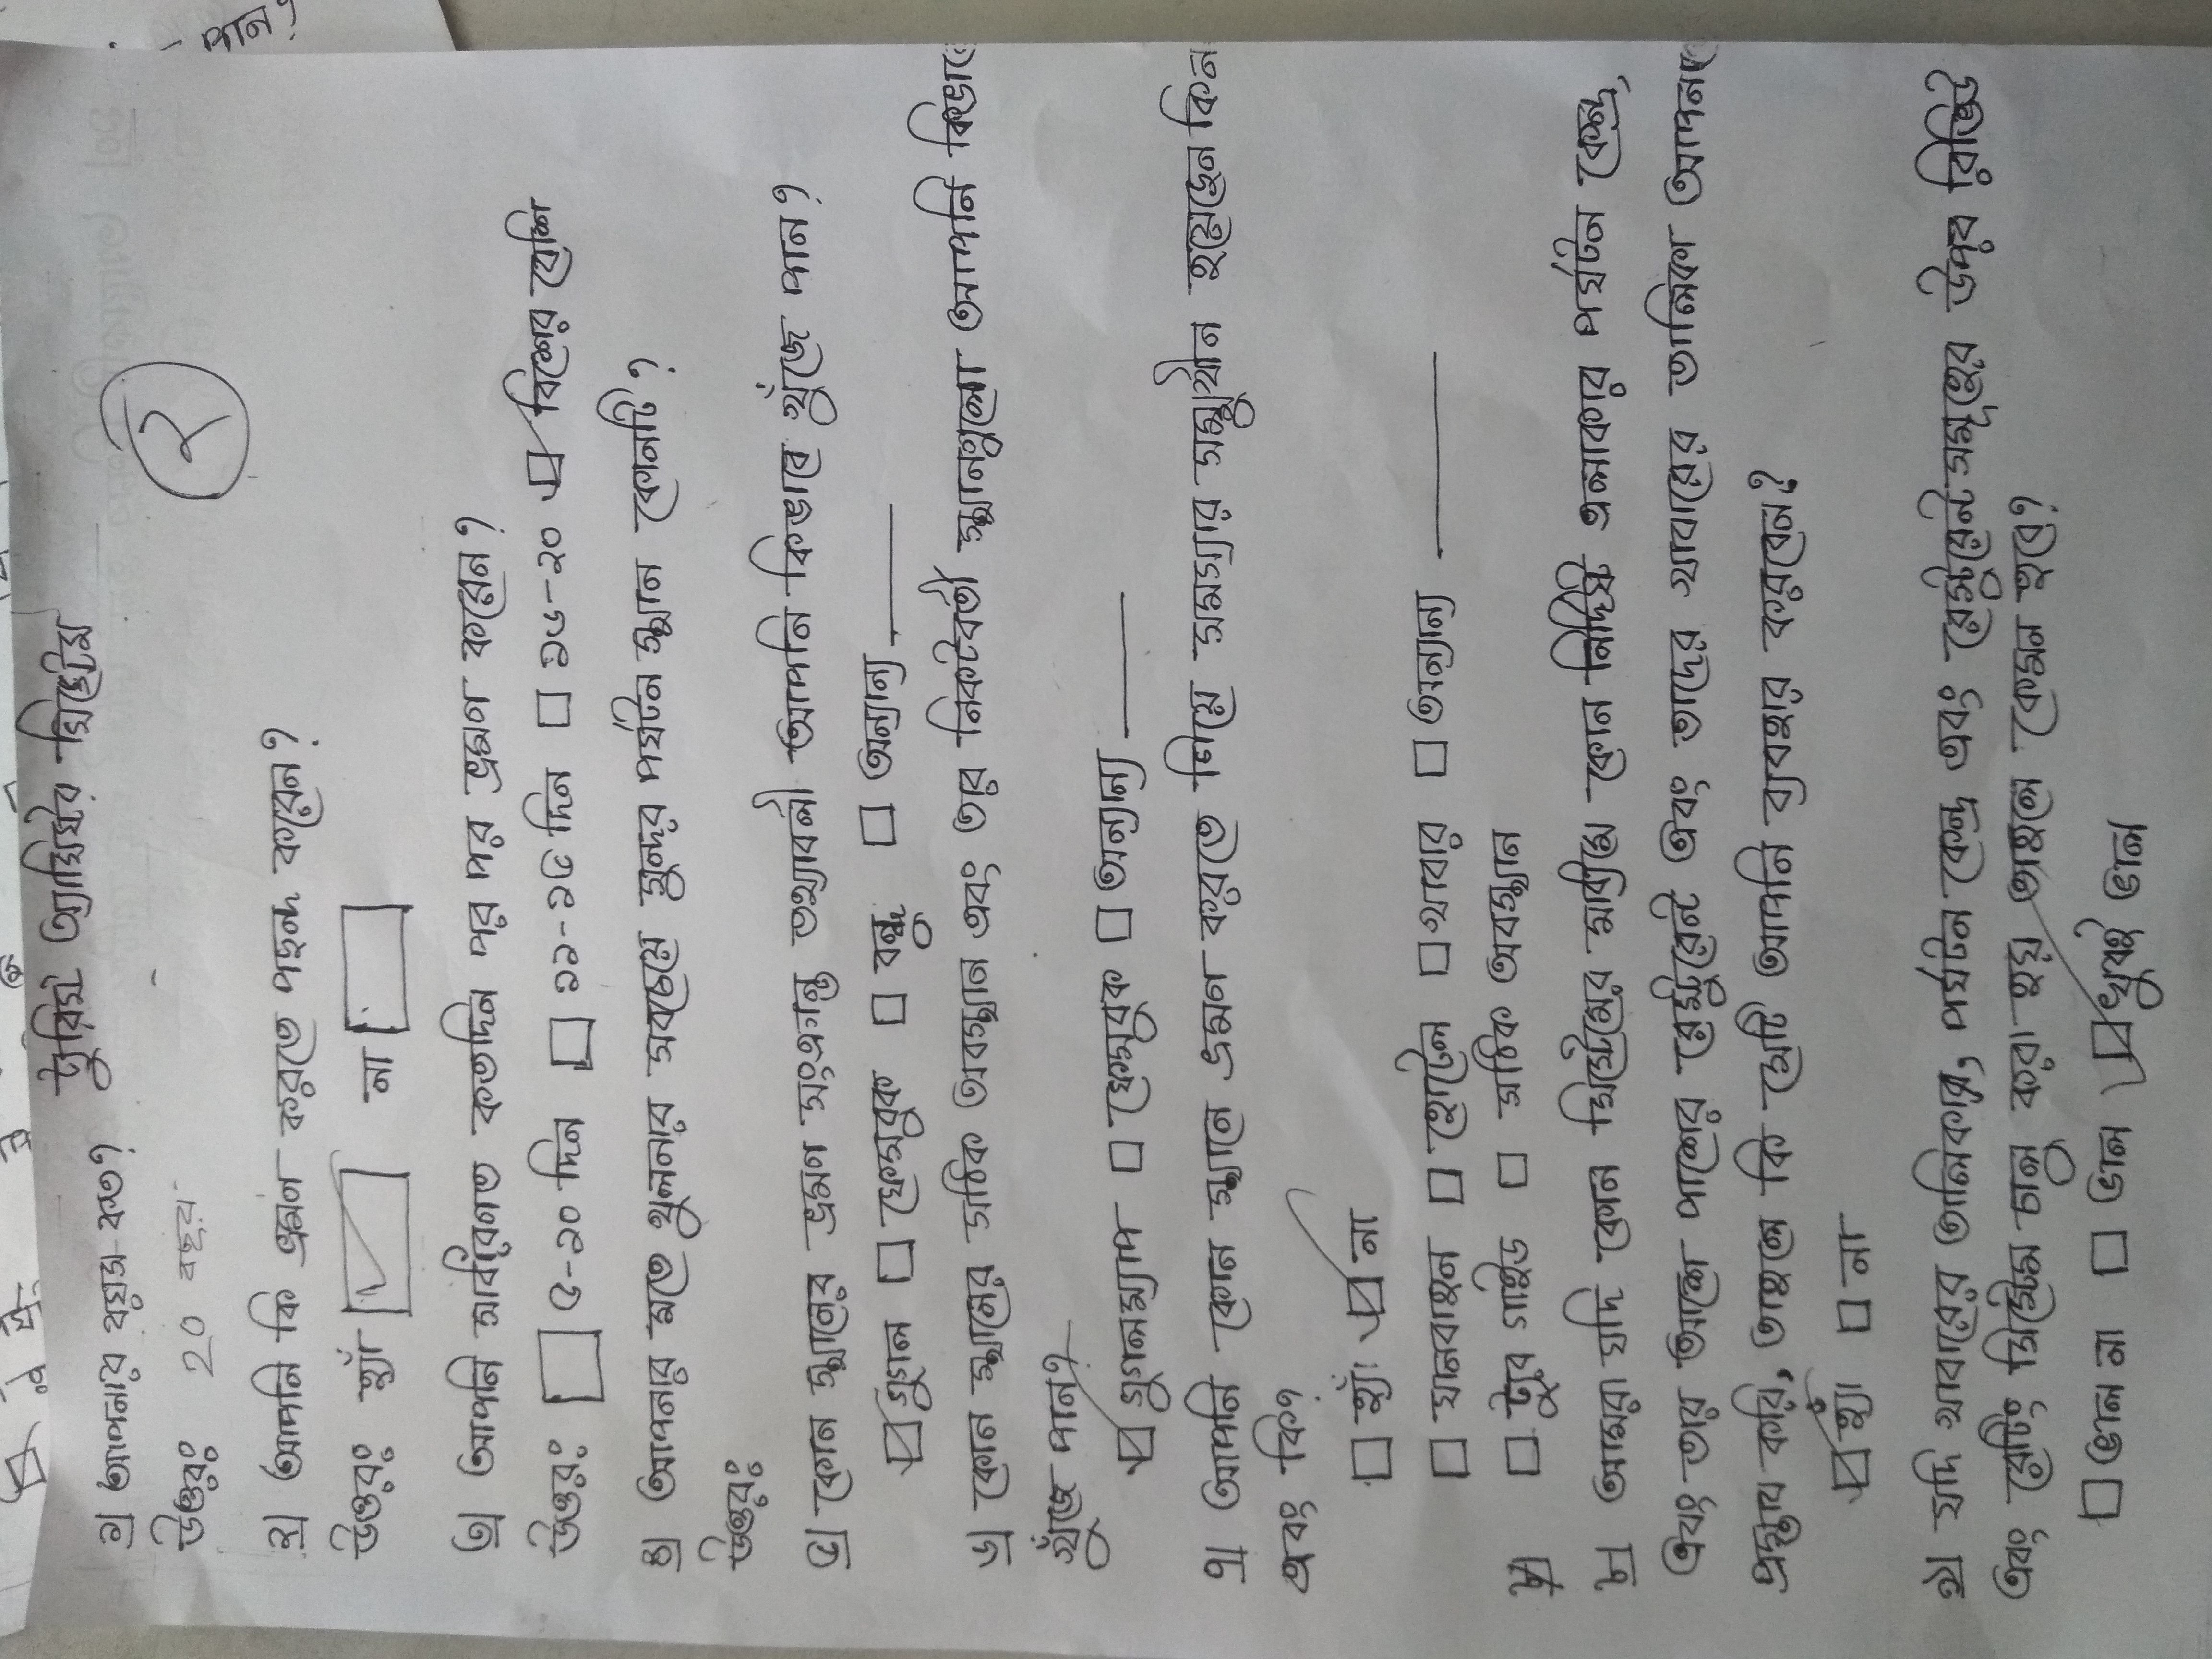 টুরিস্ট অ্যাসিস্টর সিস্টেম
১) আপনার বয়স কত?
২
উত্তরঃ 20 বছর
২) আপনি কি ভ্রমণ করতে পছন্দ করেন?
উত্তরঃ হ্যাঁ না
৩) আপনি সাধারণত কতদিন পর পর ভ্রমণ করেন?
উত্তরঃ ৫-১০ দিন ১১-১৫ দিন ১৬-২০ বিশের বেশি
৪) আপনার মতে খুলনার সবচেয়ে সুন্দর পর্যটন স্থান কোনটি?
উত্তরঃ
৫) কোন স্থানের ভ্রমণ সংক্রান্ত তথ্যাবলী আপনি কিভাবে খুঁজে পান?
গুগল ফেসবুক বন্ধু অন্যান্য
৬) কোন স্থানের সঠিক অবস্থান এবং তার নিকটবর্তী স্থানগুলো আপনি কিভাবে
খুঁজে পান?
গুগলম্যাপ ফেসবুক অন্যান্য
৭) আপনি কোন স্থানে ভ্রমণ করতে গিয়ে সমস্যার সম্মুখীন হয়েছেন কিন
এবং কি?
হ্যাঁ না
যানবাহন হোটেল খাবার অন্যান্য
ট্যুর গাইড সঠিক অবস্থান
৮) আমরা যদি কোন সিস্টেমের মাধ্যমে কোন নির্দিষ্ট এলাকার পর্যটন কেন্দ্র,
এবং তার আশে পাশের রেস্টুরেন্ট এবং তাদের খাবারের তালিকা আপনাকে
প্রস্তাব করি, তাহলে কি সেটি আপনি ব্যবহার করবেন?
হ্যাঁ না
৯) যদি খাবারের তালিকার, পর্যটন কেন্দ্র এবং রেস্টুরেন্টসমূহের উপর রিভিউ
এবং রেটিং সিস্টেম চালু করা হয় তাহলে কেমন হবে?
ভাল না ভাল খুবই ভাল
পান?